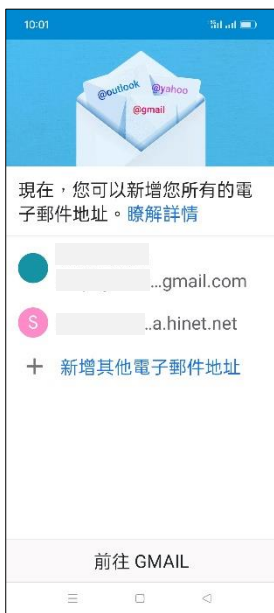 10:01
@outlook @yahoo
@gmail
現在，您可以新增您所有的電
子郵件地址。瞭解詳情
...gmail.com
S ..a.hinet.net
+ 新增其他電子郵件地址
前往 GMAIL